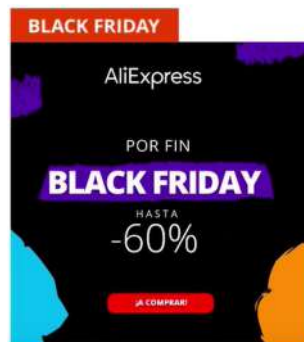 BLACK FRIDAY
AliExpress
POR FIN
BLACK FRIDAY
HASTA
-60%
¡A COMPRAR!